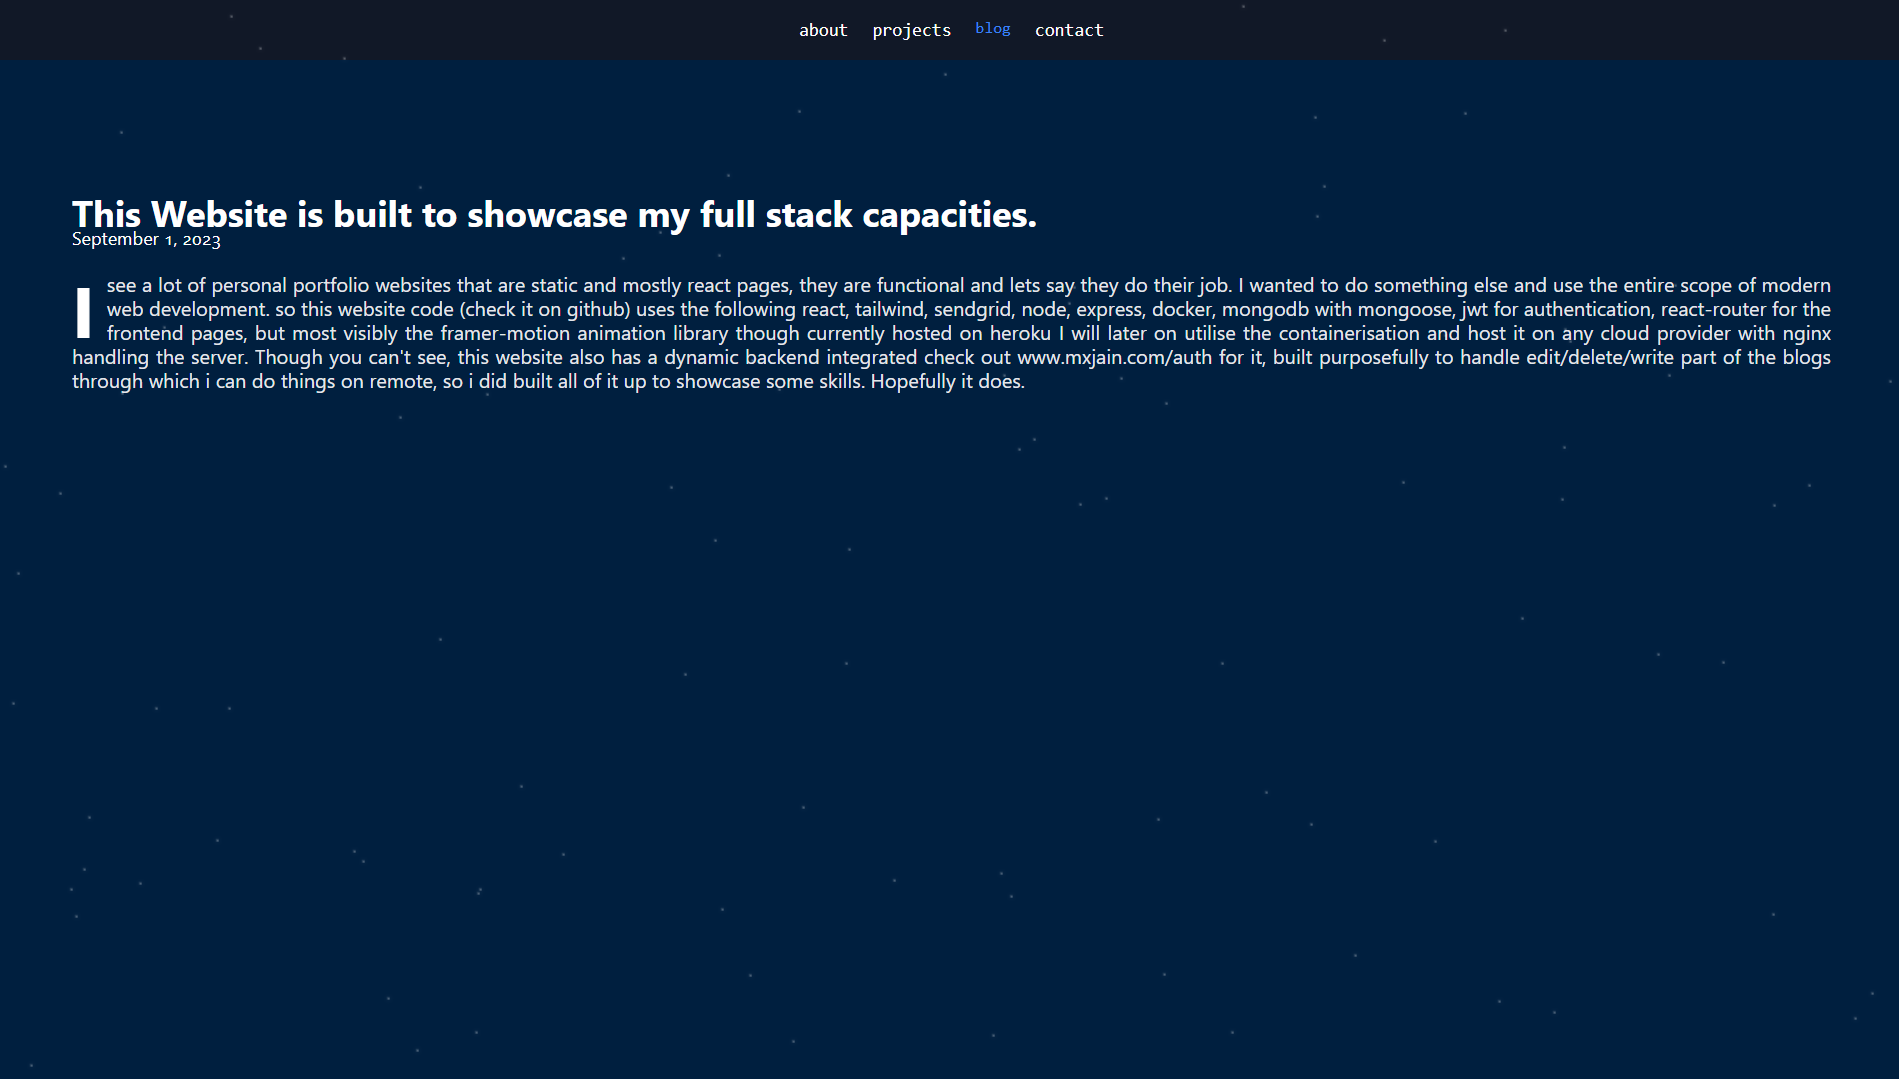 about projects blog contact
This Website is built to showcase my full stack capacities.
September 1, 2023
I see a lot of personal portfolio websites that are static and mostly react pages, they are functional and lets say they do their job. I wanted to do something else and use the entire scope of modern
web development. so this website code (check it on github) uses the following react, tailwind, sendgrid, node, express, docker, mongodb with mongoose, jwt for authentication, react-router for the
frontend pages, but most visibly the framer-motion animation library though currently hosted on heroku I will later on utilise the containerisation and host it on any cloud provider with nginx
handling the server. Though you can't see, this website also has a dynamic backend integrated check out www.mxjain.com/auth for it, built purposefully to handle edit/delete/write part of the blogs
through which i can do things on remote, so i did built all of it up to showcase some skills. Hopefully it does.